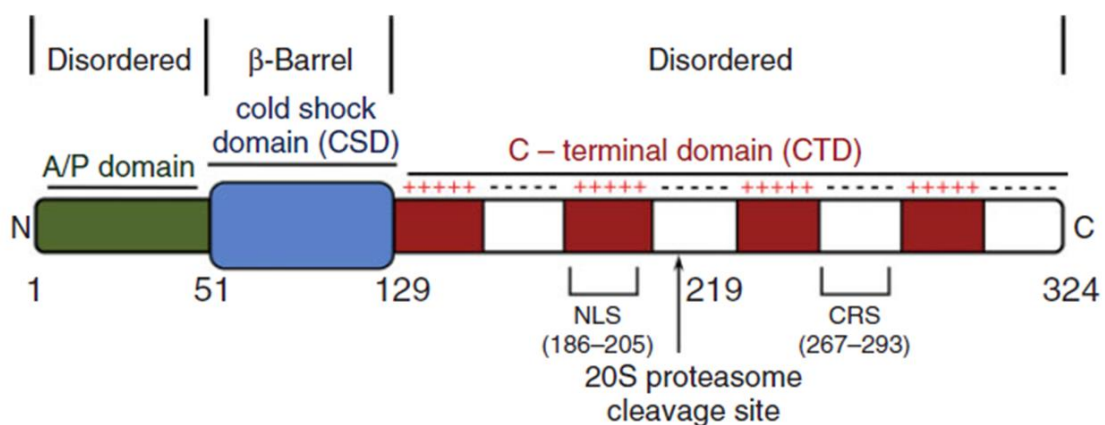 Disordered β-Barrel Disordered
cold shock
domain (CSD)
A/P domain
C – terminal domain (CTD)
+++++ ----- +++++ ----- +++++ ----- +++++ -----
N C
1 51 129 219 324
NLS
(186–205)
CRS
(267–293)
20S proteasome
cleavage site